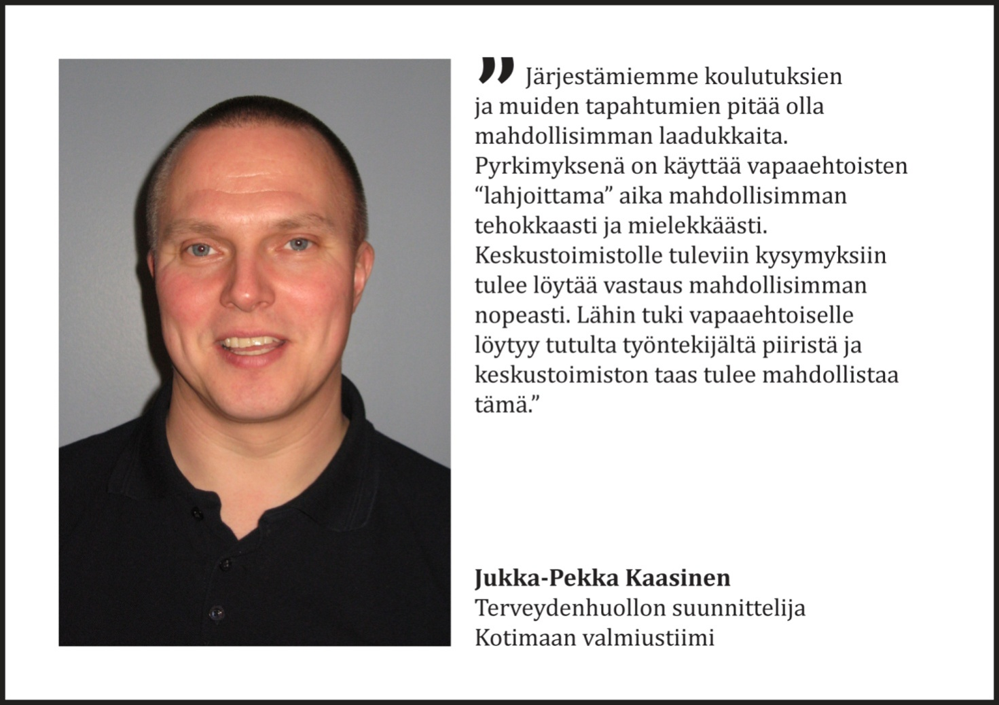 ” Järjestämiemme koulutuksien
ja muiden tapahtumien pitää olla
mahdollisimman laadukkaita.
Pyrkimyksenä on käyttää vapaaehtoisten
“lahjoittama” aika mahdollisimman
tehokkaasti ja mielekkäästi.
Keskustoimistolle tuleviin kysymyksiin
tulee löytää vastaus mahdollisimman
nopeasti. Lähin tuki vapaaehtoiselle
löytyy tutulta työntekijältä piiristä ja
keskustoimiston taas tulee mahdollistaa
tämä.”
Jukka-Pekka Kaasinen
Terveydenhuollon suunnittelija
Kotimaan valmiustiimi